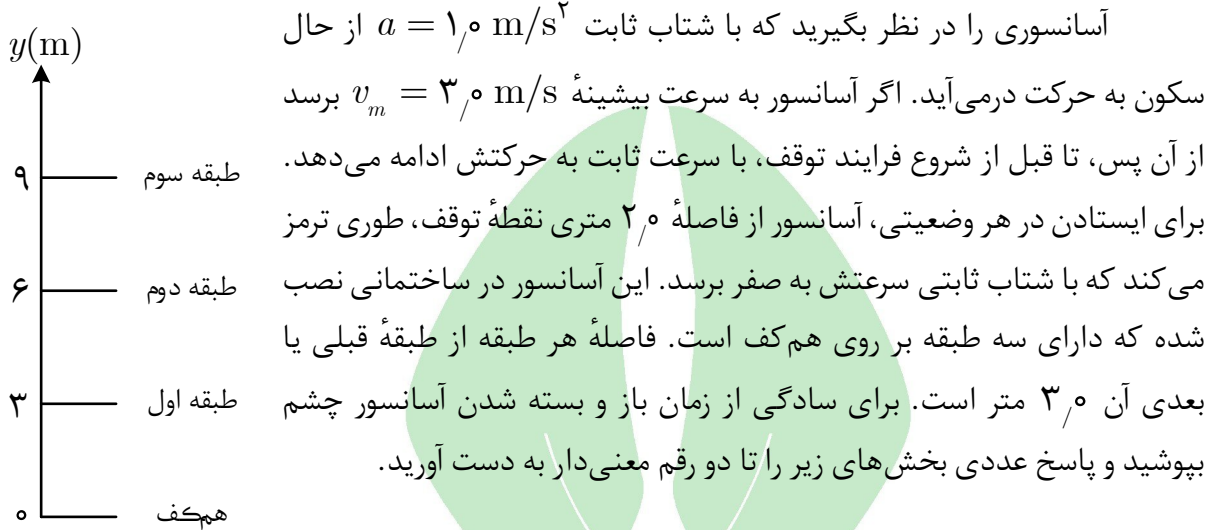 آسانسوری را در نظر بگیرید که با شتاب ثابت a = ۱٫۰ m/s۲ از حال
سکون به حرکت درمی‌آید. اگر آسانسور به سرعت بیشینهٔ vm = ۳٫۰ m/s برسد
از آن پس، تا قبل از شروع فرایند توقف، با سرعت ثابت به حرکتش ادامه می‌دهد.
برای ایستادن در هر وضعیتی، آسانسور از فاصلهٔ ۲٫۰ متری نقطهٔ توقف، طوری ترمز
می‌کند که با شتاب ثابتی سرعتش به صفر برسد. این آسانسور در ساختمانی نصب
شده که دارای سه طبقه بر روی هم‌کف است. فاصلهٔ هر طبقه از طبقهٔ قبلی یا
بعدی آن ۳٫۰ متر است. برای سادگی از زمان باز و بسته شدن آسانسور چشم
بپوشید و پاسخ عددی بخش‌های زیر را تا دو رقم معنی‌دار به دست آورید.
y(m)
۹ طبقه سوم
۶ طبقه دوم
۳ طبقه اول
۰ هم‌کف